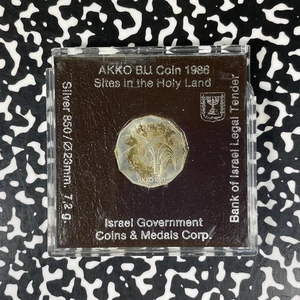 AKKO B.U. Coin 1986
Sites in the Holy Land
Silver 850/Ø23mm. 7.2 g.
Bank of Israel Legal Tender
Israel Government
Coins & Medals Corp.